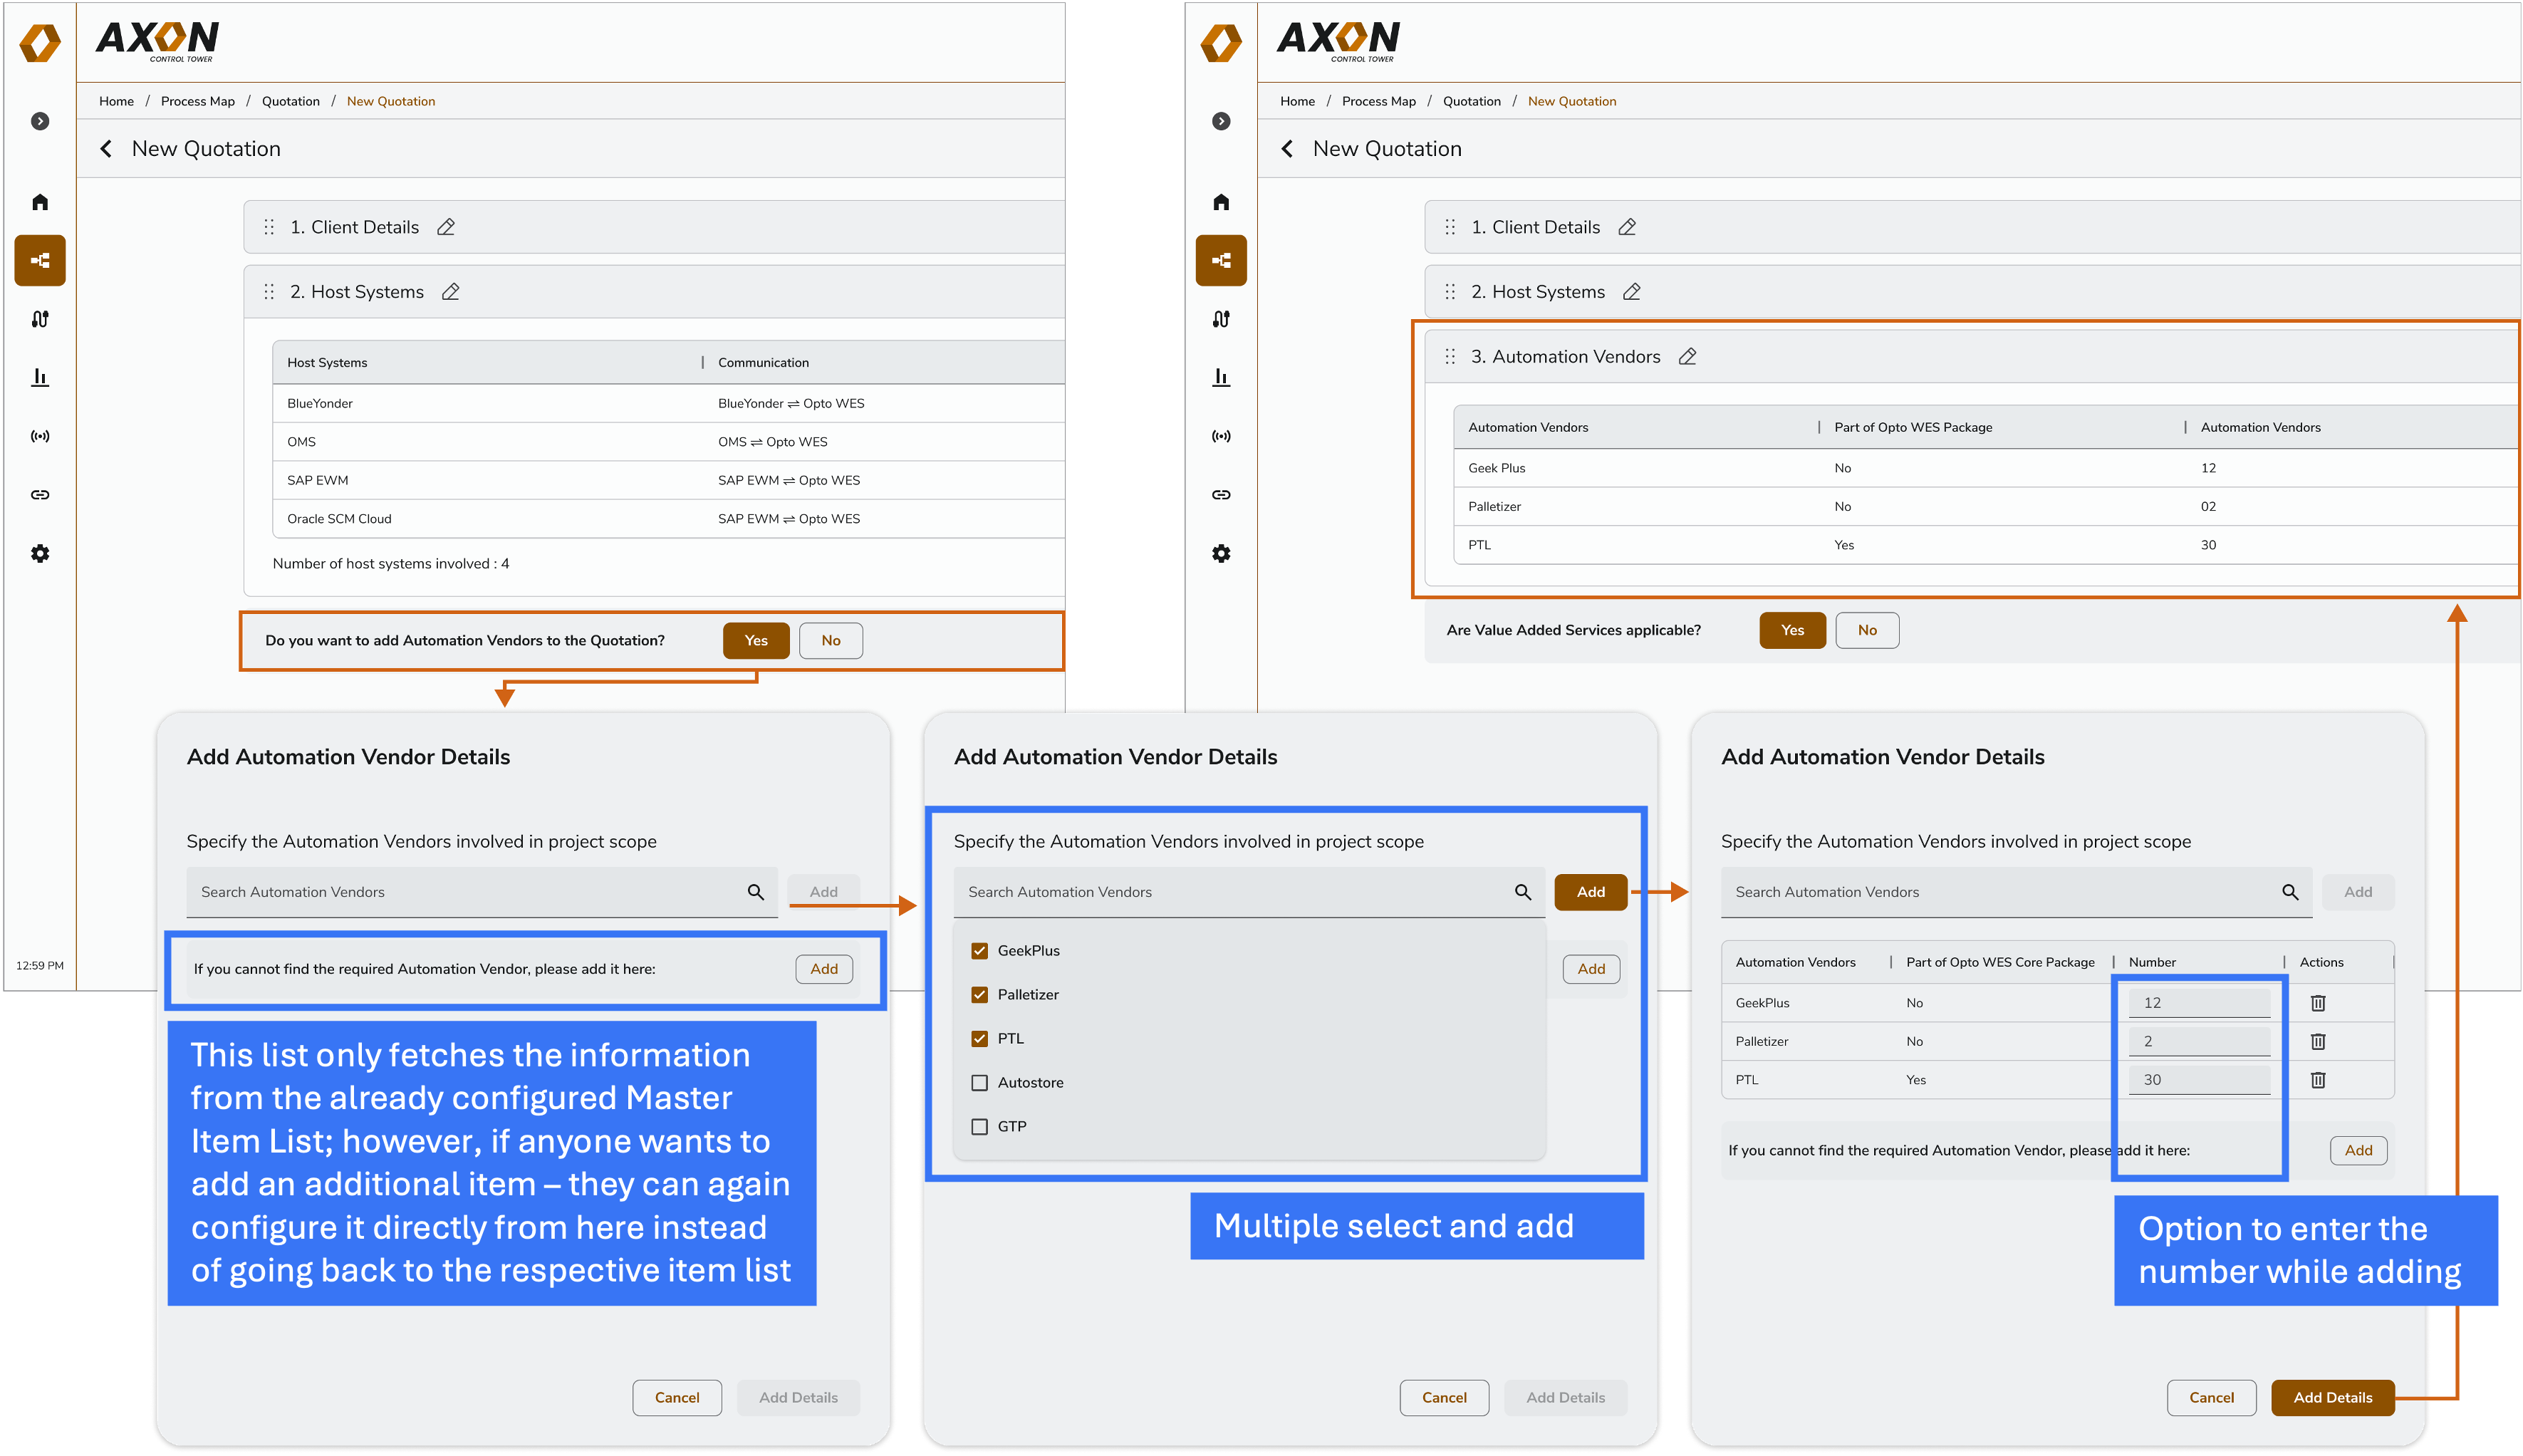 AXON
CONTROL TOWER
Home / Process Map / Quotation / New Quotation
New Quotation
1. Client Details
2. Host Systems
Host Systems | Communication
BlueYonder BlueYonder ⇌ Opto WES
OMS OMS ⇌ Opto WES
SAP EWM SAP EWM ⇌ Opto WES
Oracle SCM Cloud SAP EWM ⇌ Opto WES
Number of host systems involved : 4
Do you want to add Automation Vendors to the Quotation? Yes No
12:59 PM
AXON
CONTROL TOWER
Home / Process Map / Quotation / New Quotation
New Quotation
1. Client Details
2. Host Systems
3. Automation Vendors
Automation Vendors | Part of Opto WES Package | Automation Vendors
Geek Plus No 12
Palletizer No 02
PTL Yes 30
Are Value Added Services applicable? Yes No
Add Automation Vendor Details
Specify the Automation Vendors involved in project scope
Search Automation Vendors Add
If you cannot find the required Automation Vendor, please add it here: Add
This list only fetches the information
from the already configured Master
Item List; however, if anyone wants to
add an additional item – they can again
configure it directly from here instead
of going back to the respective item list
Cancel Add Details
Add Automation Vendor Details
Specify the Automation Vendors involved in project scope
Search Automation Vendors Add
GeekPlus
Add
Palletizer
PTL
Autostore
GTP
Multiple select and add
Cancel Add Details
Add Automation Vendor Details
Specify the Automation Vendors involved in project scope
Search Automation Vendors Add
Automation Vendors | Part of Opto WES Core Package | Number | Actions |
GeekPlus No 12
Palletizer No 2
PTL Yes 30
If you cannot find the required Automation Vendor, please add it here: Add
Option to enter the
number while adding
Cancel Add Details